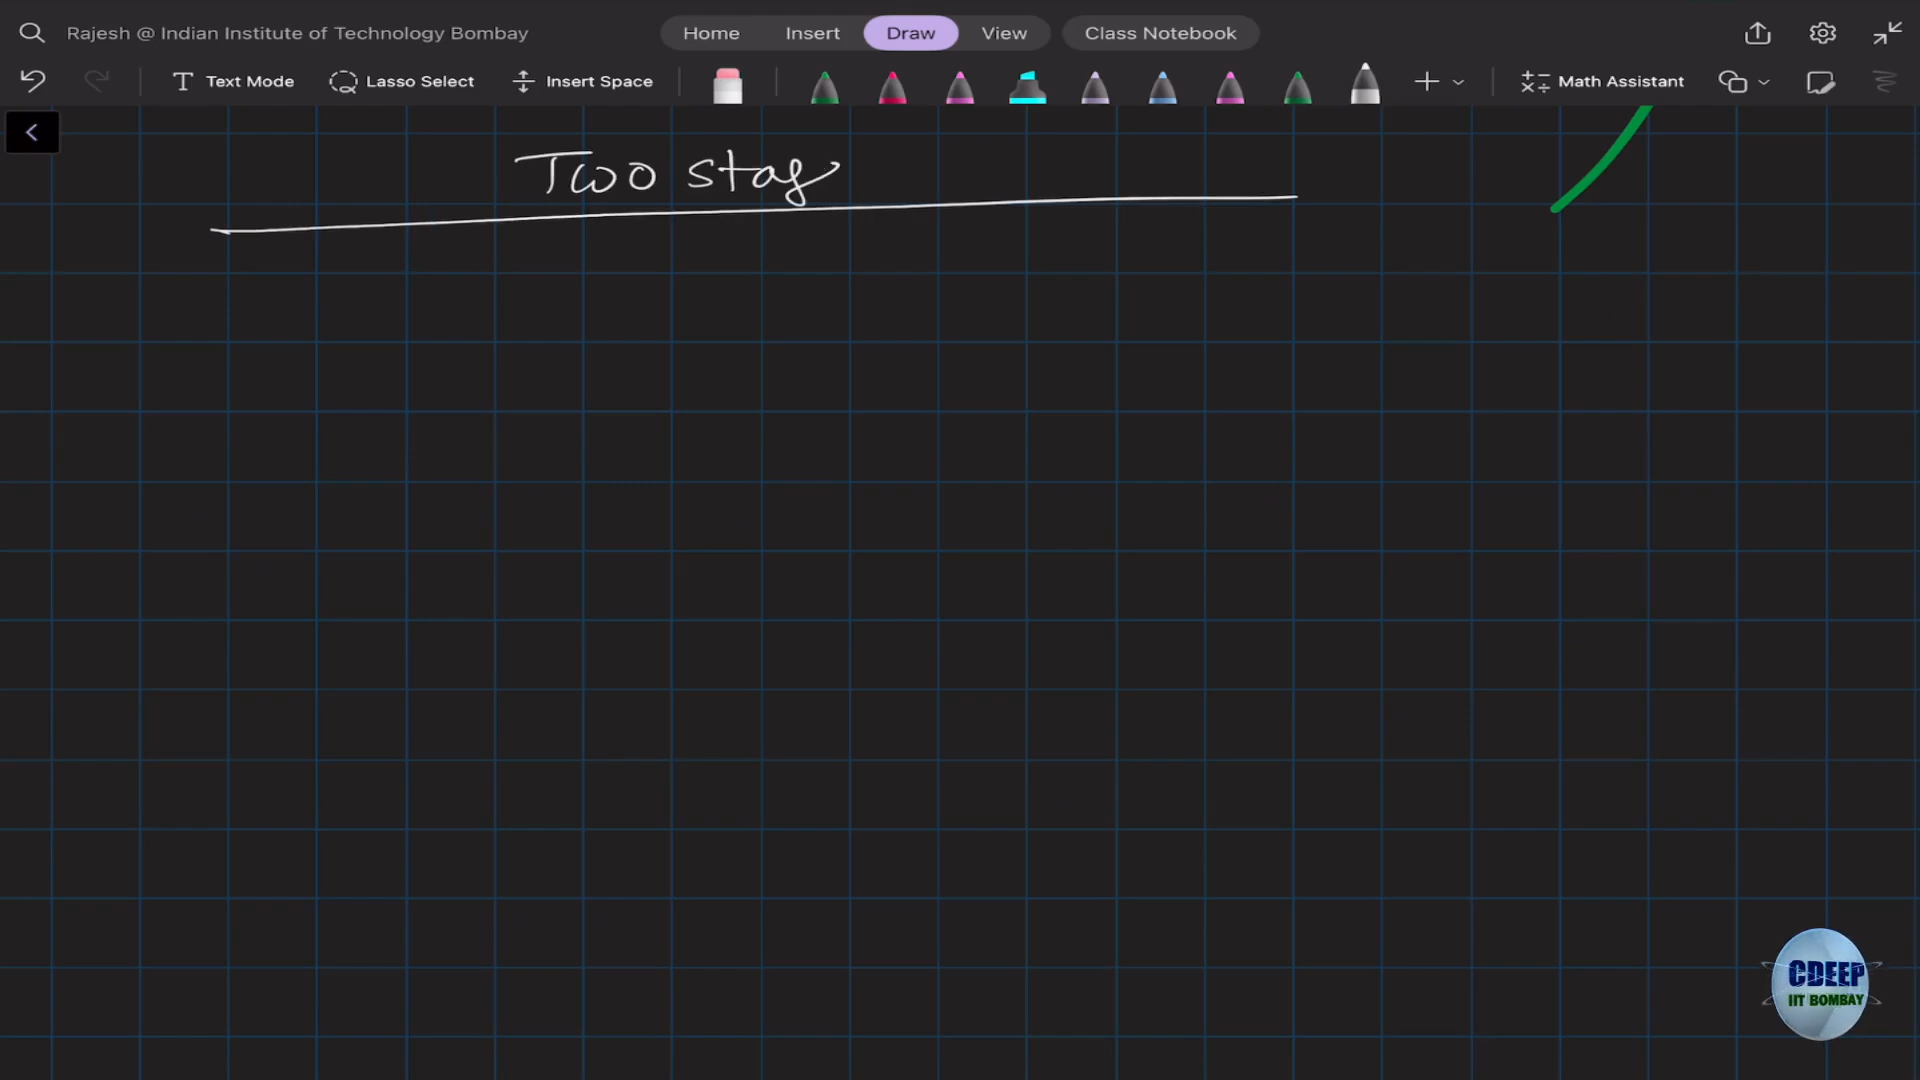 Rajesh @ Indian Institute of Technology Bombay
Home Insert Draw View Class Notebook
Text Mode Lasso Select Insert Space Math Assistant
Two stag
CDEEP
IIT BOMBAY